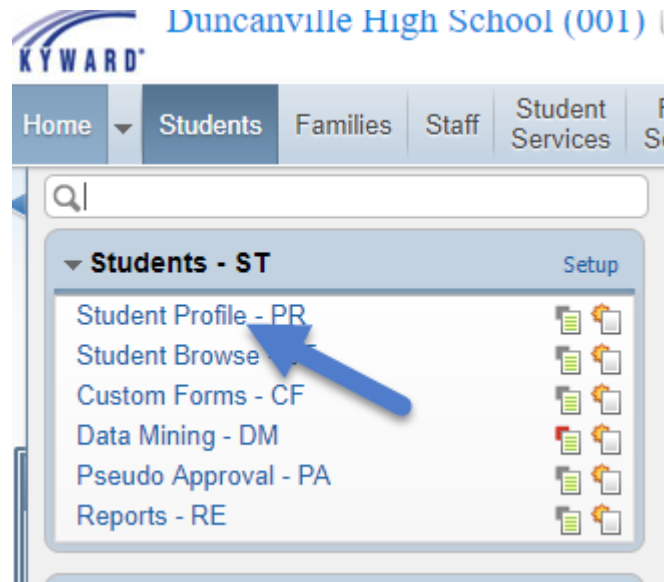 Duncanville High School (001)
KYWARD
Home Students Families Staff Student Services
Students - ST Setup
Student Profile - PR
Student Browse
Custom Forms - CF
Data Mining - DM
Pseudo Approval - PA
Reports - RE